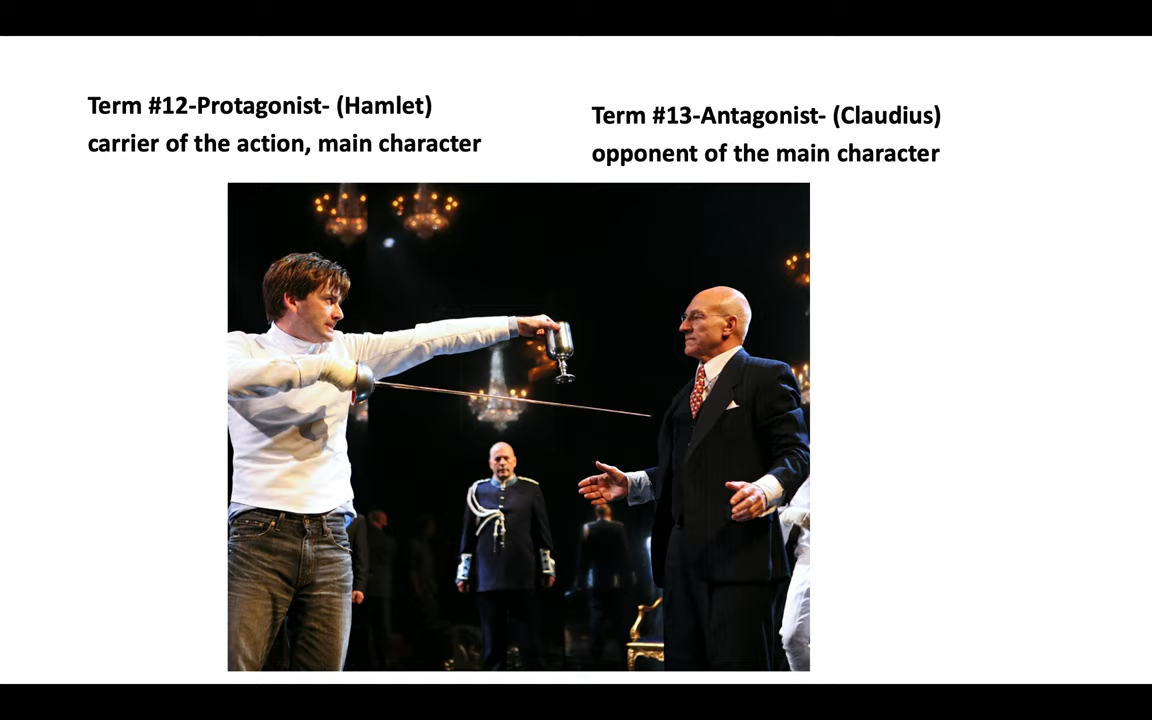 Term #12-Protagonist- (Hamlet)
carrier of the action, main character
Term #13-Antagonist- (Claudius)
opponent of the main character